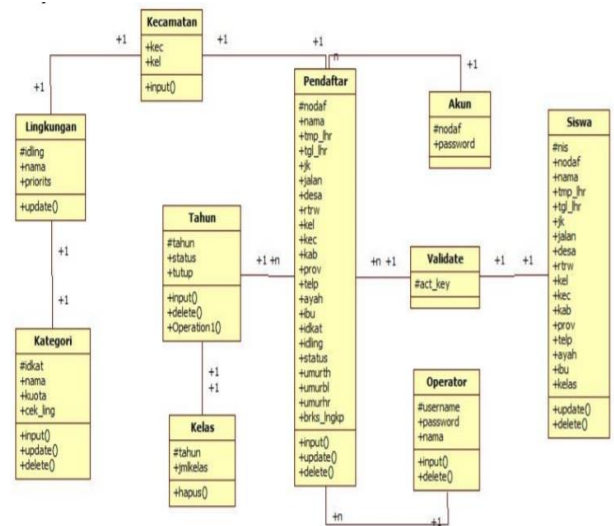 Kecamatan
+kec
+kel
+input()
+1
+1
+1
+1
n
+1
Lingkungan
#idling
+nama
+priorits
+update()
+1
+1
Kategori
#idkat
+nama
+kuota
+cek_ling
+input()
+update()
+delete()
Tahun
#tahun
+status
+tutup
+input()
+delete()
+Operation1()
+1 +n
+1
+1
Kelas
#tahun
+jmlkelas
+hapus()
Pendaftar
#nodaf
+nama
+tmp_lhr
+tgl_lhr
+jk
+jalan
+desa
+rtrw
+kel
+kec
+kab
+prov
+telp
+ayah
+ibu
+idkat
+idling
+status
+umurth
+umurbl
+umurhr
+brks_lngkp
+input()
+update()
+delete()
+n
+1
Akun
#nodaf
+password
+n +1
Validate
#act_key
+1 +1
Operator
#username
+password
+nama
+input()
+delete()
Siswa
#nis
+nodaf
+nama
+tmp_lhr
+tgl_lhr
+jk
+jalan
+desa
+rtrw
+kel
+kec
+kab
+prov
+telp
+ayah
+ibu
+kelas
+update()
+delete()